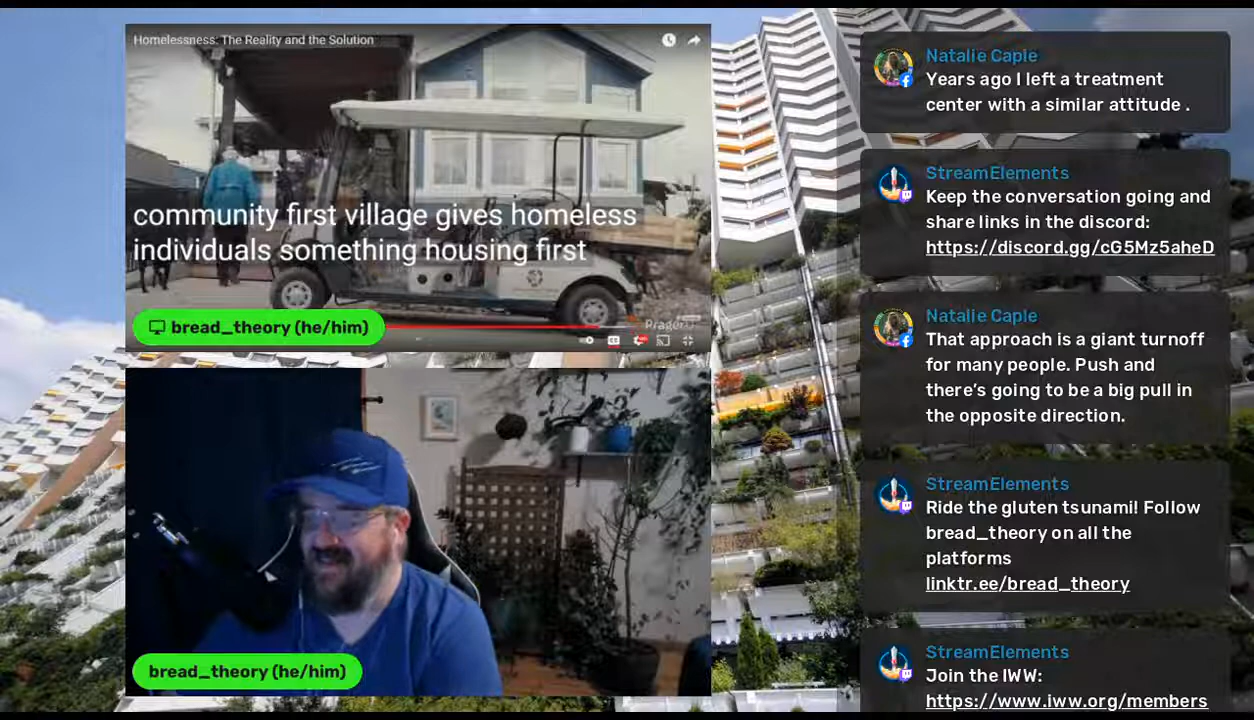 Homelessness: The Reality and the Solution
community first village gives homeless
individuals something housing first
bread_theory (he/him)
PragerU
bread_theory (he/him)
Natalie Caple
Years ago I left a treatment
center with a similar attitude .
StreamElements
Keep the conversation going and
share links in the discord:
https://discord.gg/cG5Mz5aheD
Natalie Caple
That approach is a giant turnoff
for many people. Push and
there's going to be a big pull in
the opposite direction.
StreamElements
Ride the gluten tsunami! Follow
bread_theory on all the
platforms
linktr.ee/bread_theory
StreamElements
Join the IWW:
https://www.iww.org/members